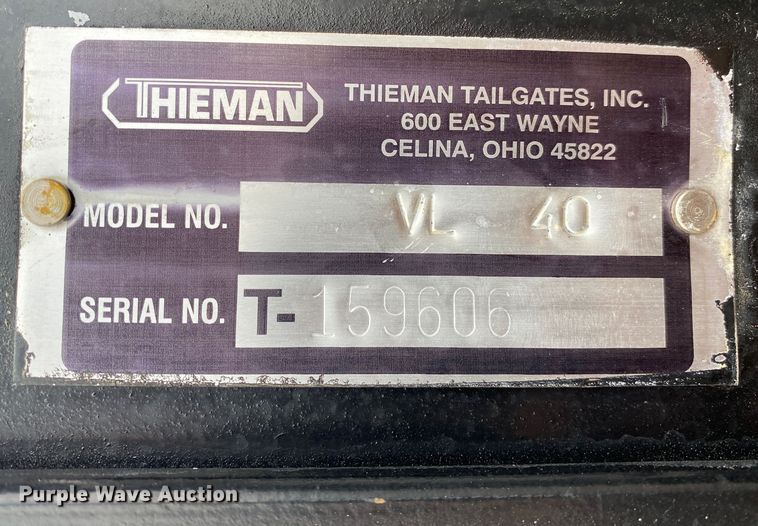 THIEMAN
THIEMAN TAILGATES, INC.
600 EAST WAYNE
CELINA, OHIO 45822
MODEL NO. VL 40
SERIAL NO. T-159606
Purple Wave Auction